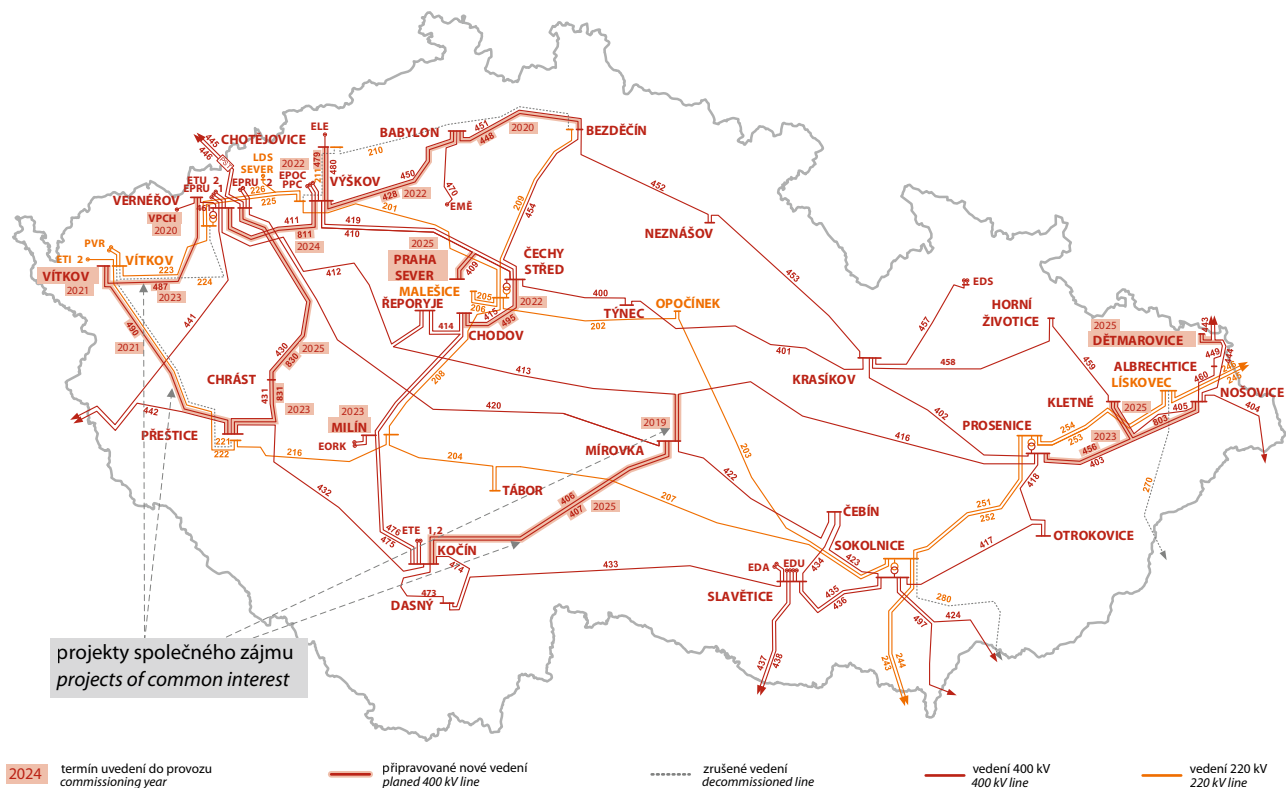 ELE
CHOTĚJOVICE
BABYLON
451
448
2020
BEZDĚČÍN
445
446
PST
LDS
SEVER
2022
EPOC
PPC
479
480
210
211
VÝŠKOV
ETU 2
EPRU 1
EPRU 2
226
225
VERNÉŘOV
461
VPCH
2020
450
428
2022
470
EMĚ
201
209
454
452
NEZNÁŠOV
411
811
2024
419
410
PVR
ETI 2
VÍTKOV
VÍTKOV
2021
223
224
487
2023
412
2025
PRAHA
SEVER
409
ČECHY
STŘED
MALEŠICE
205
206
2022
ŘEPORYJE
414
415
495
CHODOV
400
TÝNEC
OPOČÍNEK
202
453
EDS
457
HORNÍ
ŽIVOTICE
2025
DĚTMAROVICE
443
444
449
441
490
2021
430
830
2025
CHRÁST
431
831
2023
208
413
401
KRASÍKOV
458
459
ALBRECHTICE
LÍSKOVEC
245
460
NOŠOVICE
404
405
KLETNÉ
2025
803
442
PŘEŠTICE
221
222
216
420
2023
MILÍN
EORK
2019
MÍROVKA
416
402
PROSENICE
254
253
2023
456
403
418
270
204
TÁBOR
203
422
207
406
407
2025
432
476
475
ETE 1,2
KOČÍN
474
473
DASNÝ
433
ČEBÍN
SOKOLNICE
423
434
EDA
EDU
SLAVĚTICE
435
436
251
252
417
OTROKOVICE
280
424
497
437
438
243
244
projekty společného zájmu
projects of common interest
2024
termín uvedení do provozu
commissioning year
připravované nové vedení
planed 400 kV line
zrušené vedení
decommissioned line
vedení 400 kV
400 kV line
vedení 220 kV
220 kV line